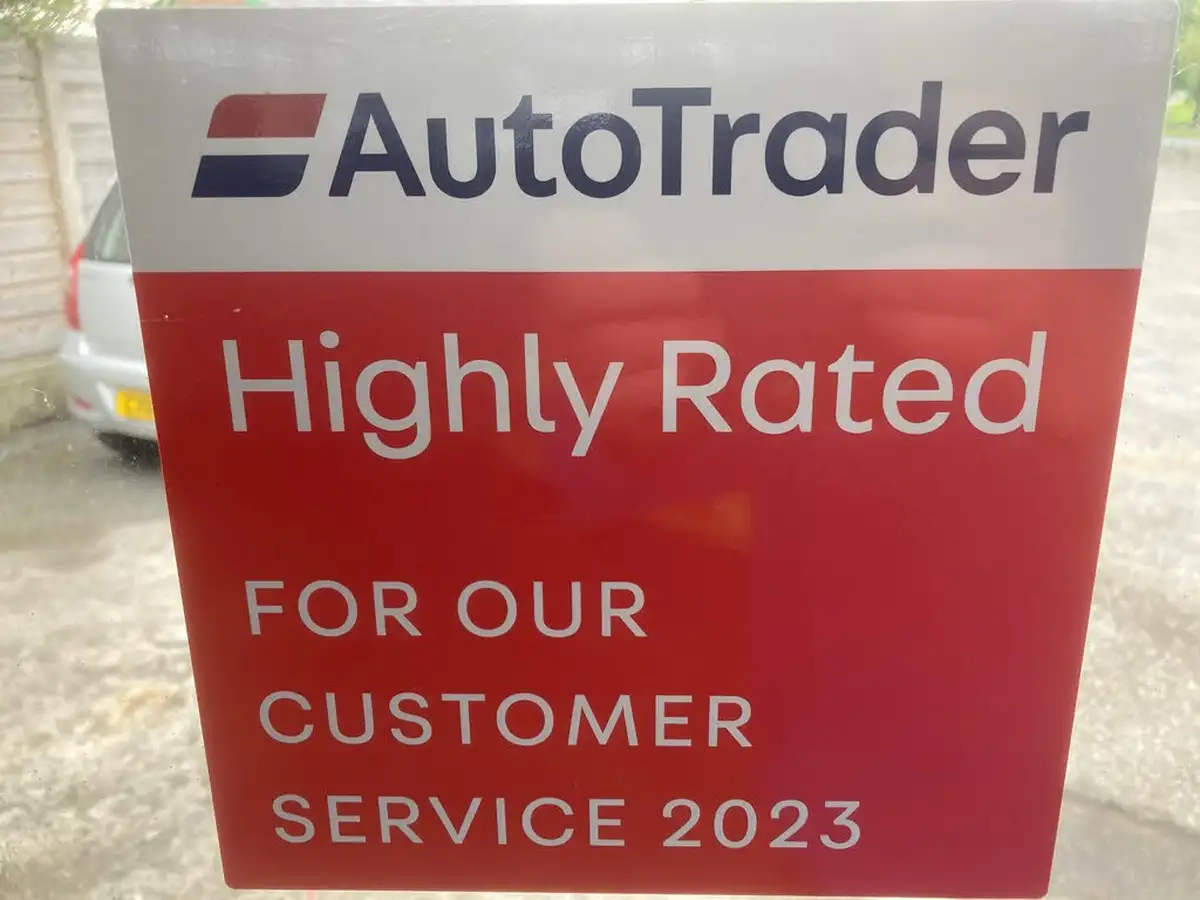 AutoTrader
Highly Rated
FOR OUR
CUSTOMER
SERVICE 2023